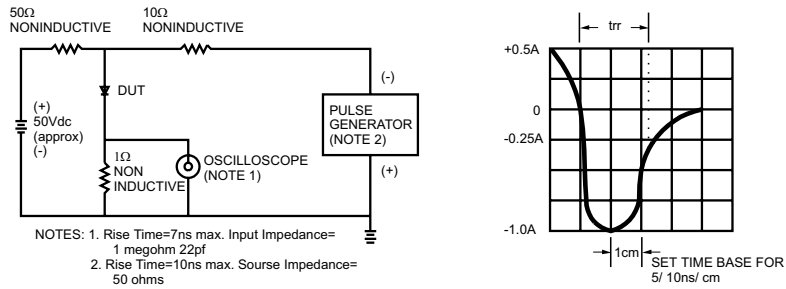 50Ω
NONINDUCTIVE
10Ω
NONINDUCTIVE
DUT
(+)
50Vdc
(approx)
(-)
1Ω
NON
INDUCTIVE
OSCILLOSCOPE
(NOTE 1)
(-)
PULSE
GENERATOR
(NOTE 2)
(+)
NOTES: 1. Rise Time=7ns max. Input Impedance=
1 megohm 22pf
2. Rise Time=10ns max. Sourse Impedance=
50 ohms
trr
+0.5A
0
-0.25A
-1.0A
1cm
SET TIME BASE FOR
5/ 10ns/ cm